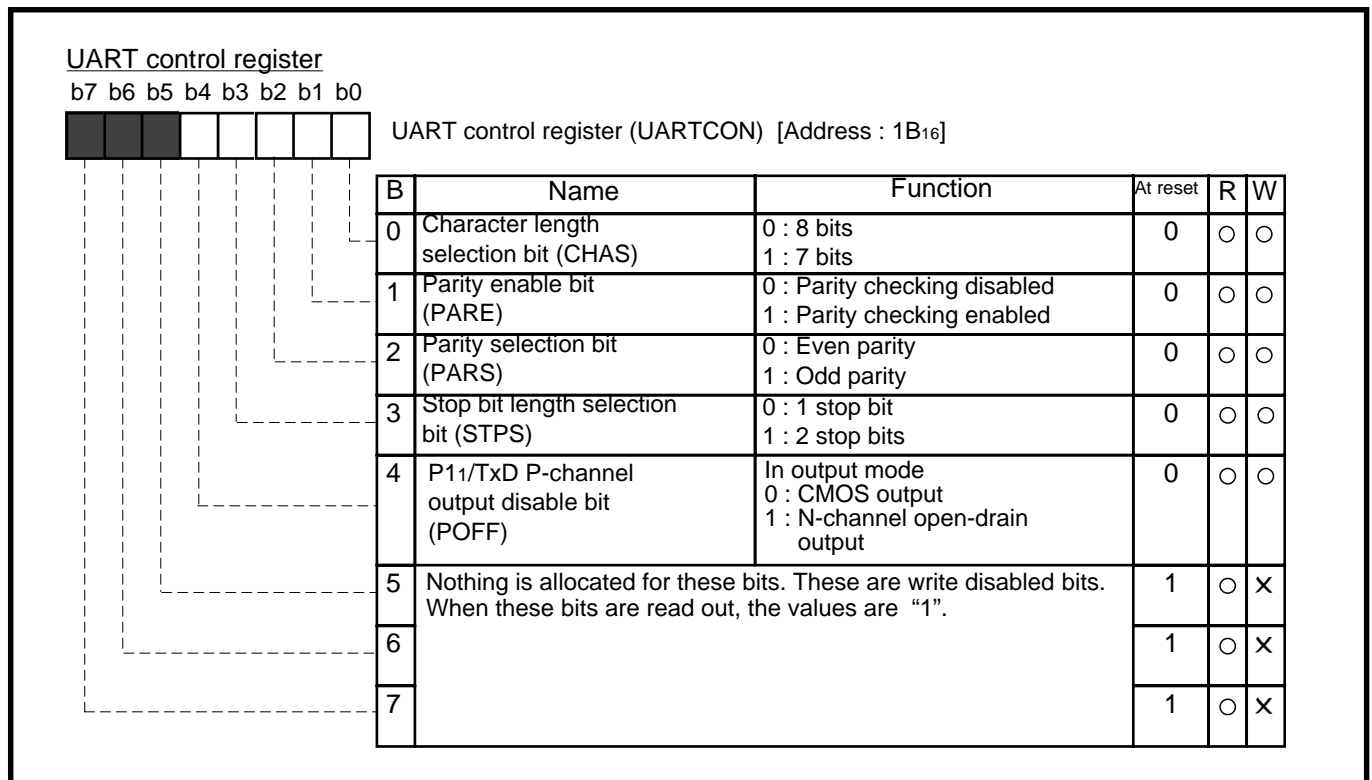 UART control register
b7 b6 b5 b4 b3 b2 b1 b0
UART control register (UARTCON) [Address : 1B16]
B Name Function At reset R W
0 Character length selection bit (CHAS) 0 : 8 bits 1 : 7 bits 0 ○ ○
1 Parity enable bit (PARE) 0 : Parity checking disabled 1 : Parity checking enabled 0 ○ ○
2 Parity selection bit (PARS) 0 : Even parity 1 : Odd parity 0 ○ ○
3 Stop bit length selection bit (STPS) 0 : 1 stop bit 1 : 2 stop bits 0 ○ ○
4 P11/TxD P-channel output disable bit (POFF) In output mode 0 : CMOS output 1 : N-channel open-drain output 0 ○ ○
5 Nothing is allocated for these bits. These are write disabled bits. When these bits are read out, the values are “1”. 1 ○ ×
6 1 ○ ×
7 1 ○ ×